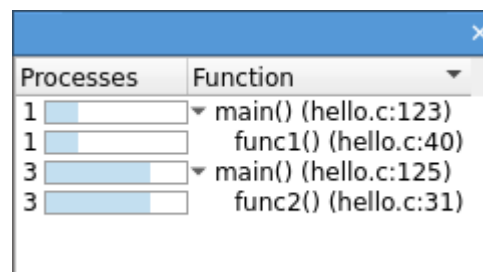 Processes Function
1 main() (hello.c:123)
1 func1() (hello.c:40)
3 main() (hello.c:125)
3 func2() (hello.c:31)